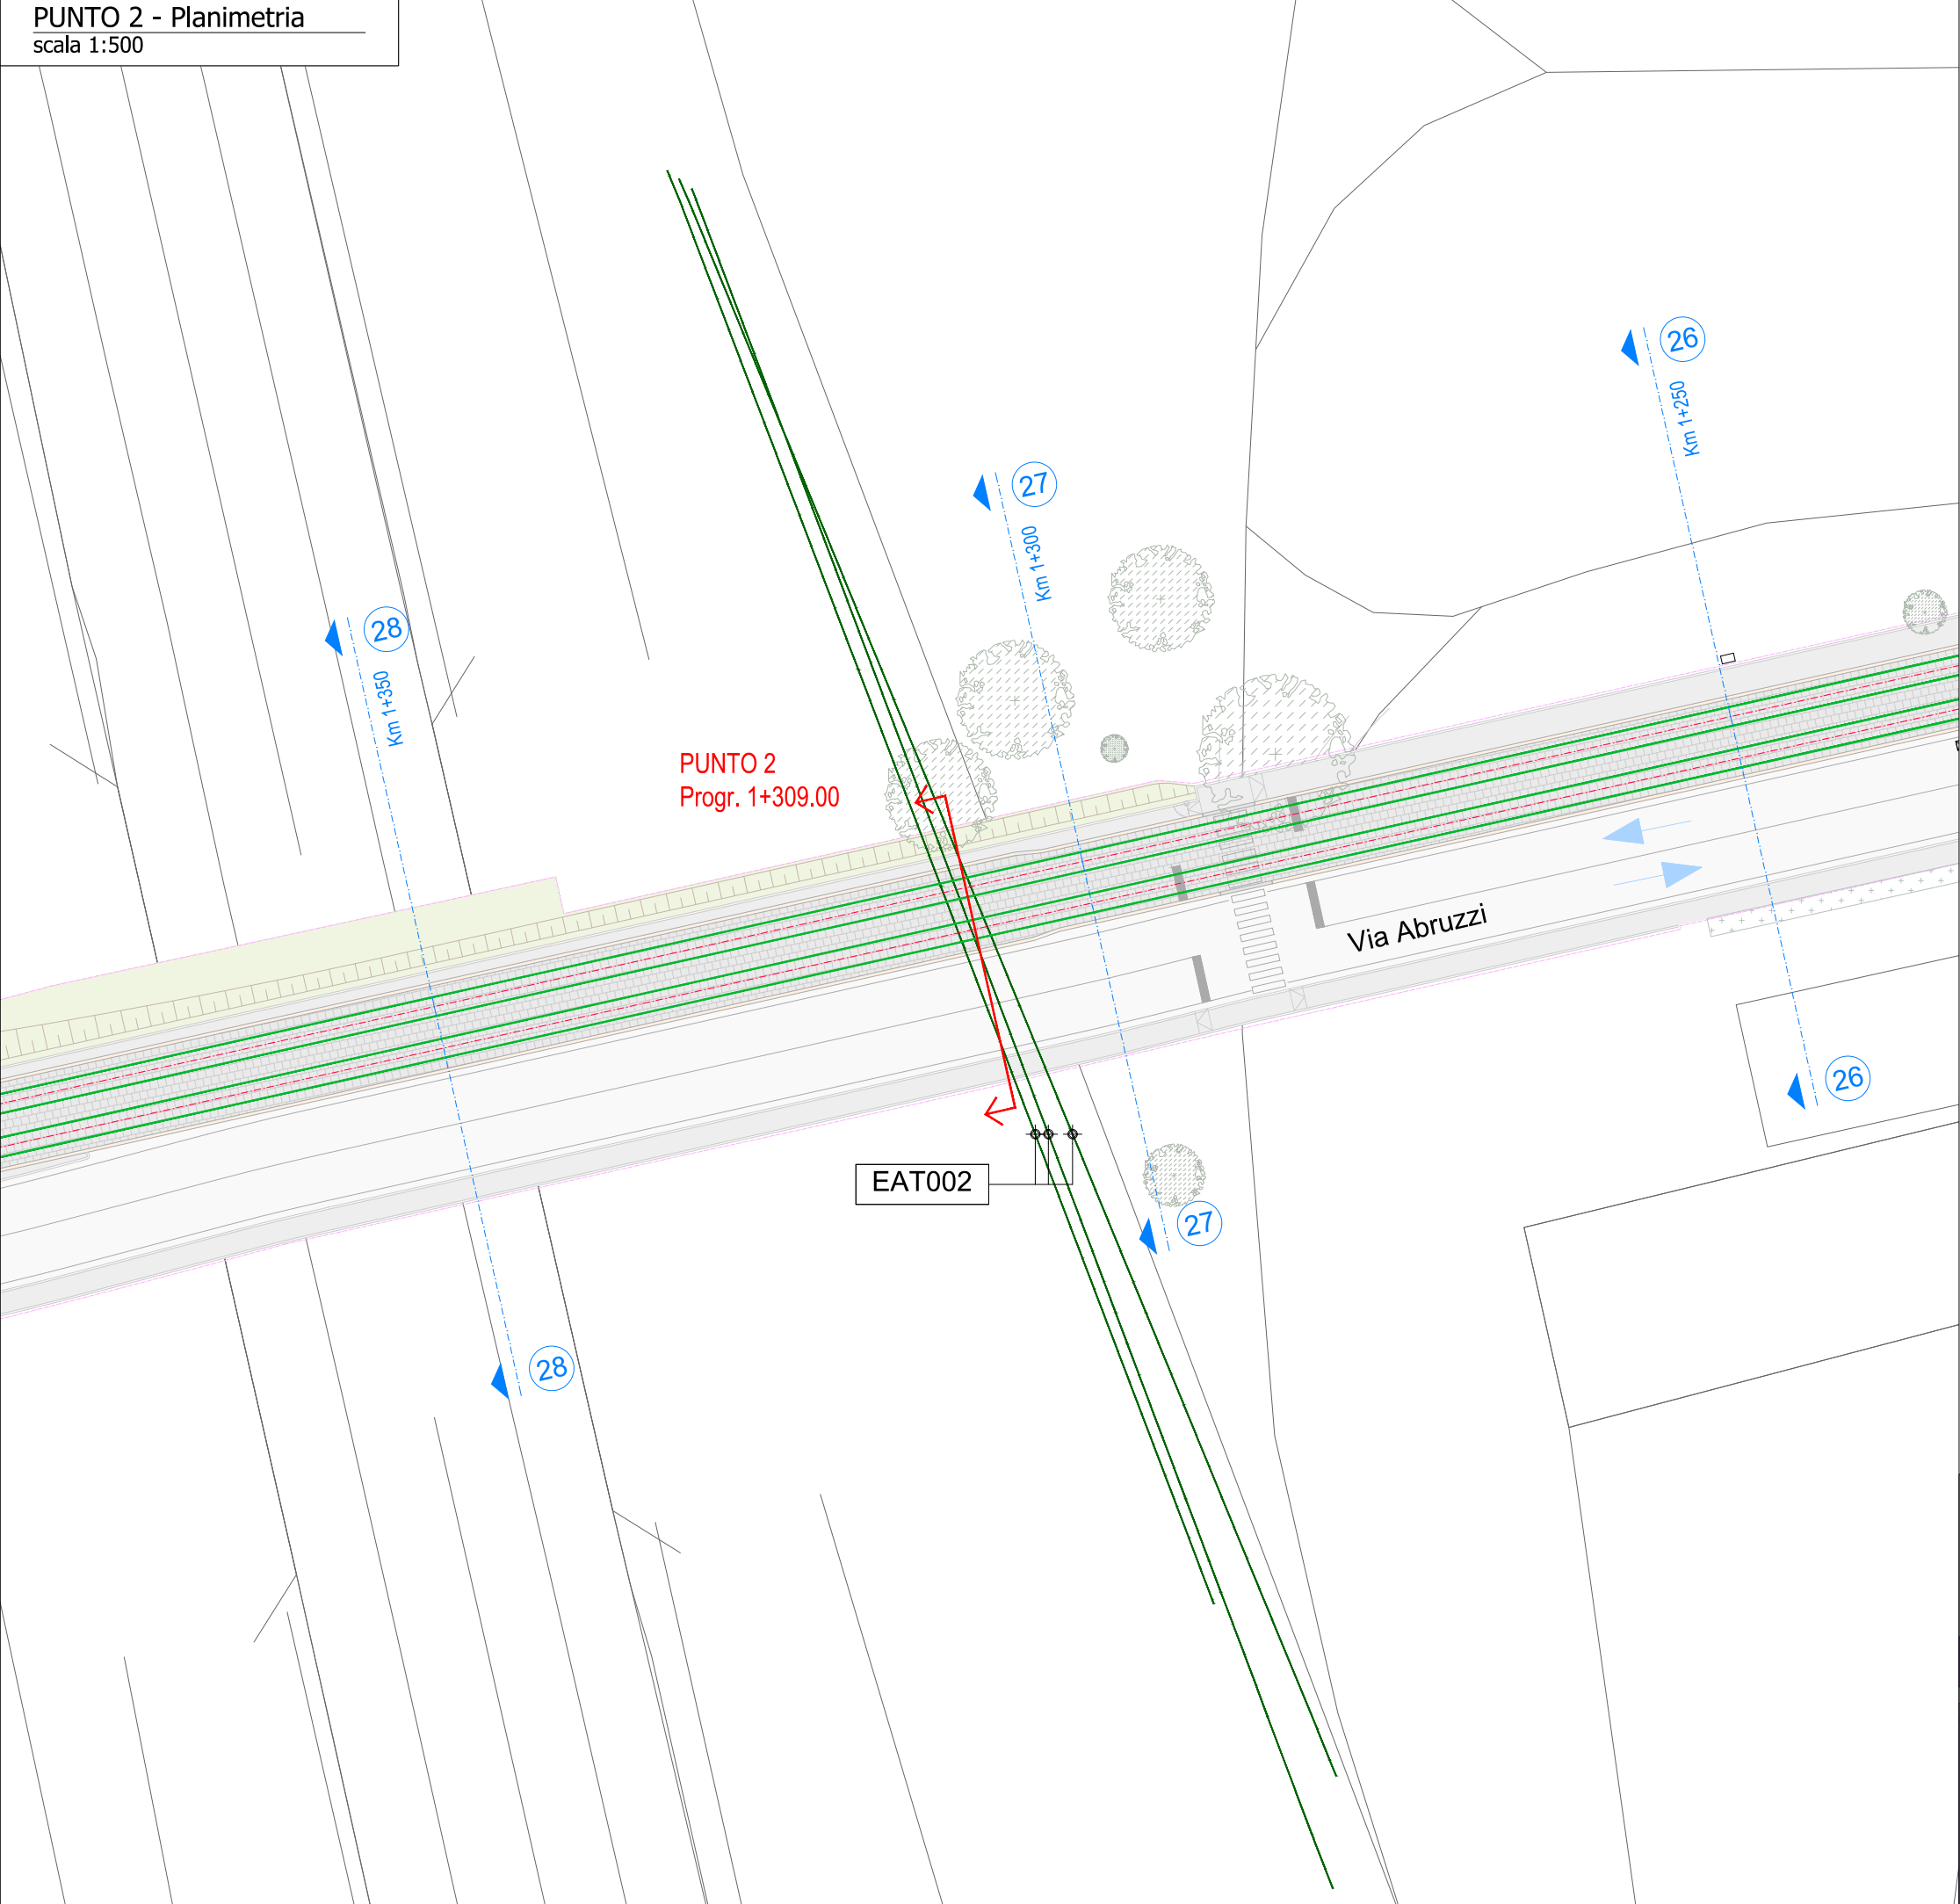 PUNTO 2 - Planimetria
scala 1:500
26
Km 1+250
27
Km 1+300
28
Km 1+350
PUNTO 2
Progr. 1+309.00
Via Abruzzi
26
EAT002
27
28